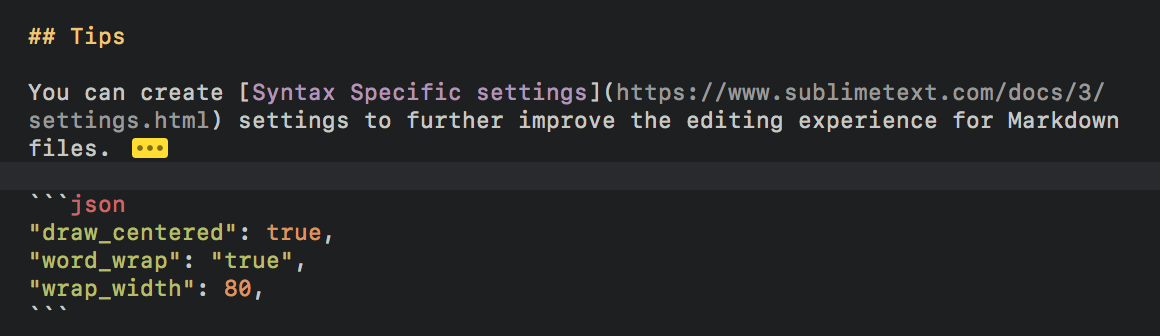 ## Tips
You can create [Syntax Specific settings](https://www.sublimetext.com/docs/3/
settings.html) settings to further improve the editing experience for Markdown
files. •••
```json
"draw_centered": true,
"word_wrap": "true",
"wrap_width": 80,
```